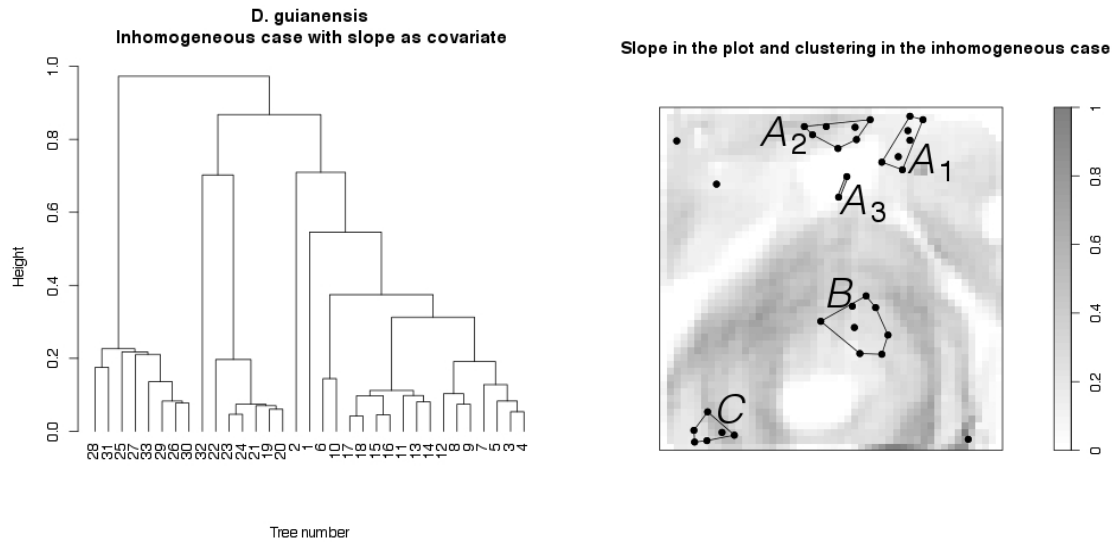 D. guianensis
Inhomogeneous case with slope as covariate
Height
1.0
0.8
0.6
0.4
0.2
0.0
28 31 25 27 33 29 26 30 32 22 23 24 21 19 20 2 1 6 10 17 18 15 16 11 13 14 12 8 9 7 5 3 4
Tree number
Slope in the plot and clustering in the inhomogeneous case
A2
A1
A3
B
C
1
0.8
0.6
0.4
0.2
0